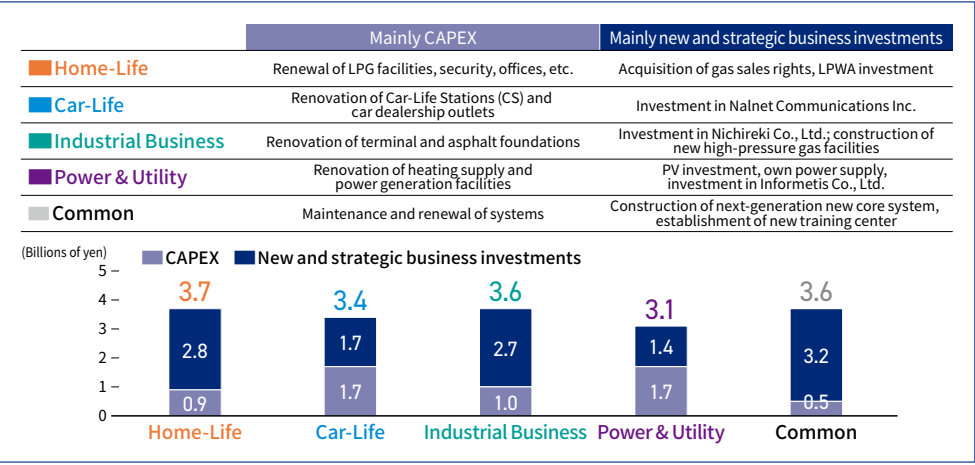 Mainly CAPEX Mainly new and strategic business investments
Home-Life
Renewal of LPG facilities, security, offices, etc.
Acquisition of gas sales rights, LPWA investment
Car-Life
Renovation of Car-Life Stations (CS) and
car dealership outlets
Investment in Nalnet Communications Inc.
Industrial Business
Renovation of terminal and asphalt foundations
Investment in Nichireki Co., Ltd.; construction of
new high-pressure gas facilities
Power & Utility
Renovation of heating supply and
power generation facilities
PV investment, own power supply,
investment in Informetis Co., Ltd.
Common
Maintenance and renewal of systems
Construction of next-generation new core system,
establishment of new training center
(Billions of yen)
CAPEX New and strategic business investments
5
4
3
2
1
0
3.7
2.8
0.9
Home-Life
3.4
1.7
1.7
Car-Life
3.6
2.7
1.0
Industrial Business
3.1
1.4
1.7
Power & Utility
3.6
3.2
0.5
Common